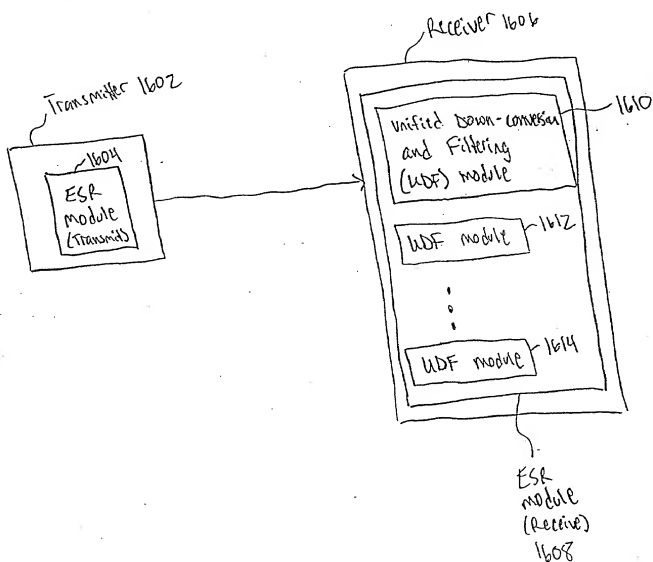 Receiver 1606
Transmitter 1602
1604
ESR
module
(Transmit)
1610
Unified Down-conversion
and Filtering
(UDF) module
UDF module
1612
UDF module
1614
ESR
module
(Receive)
1608